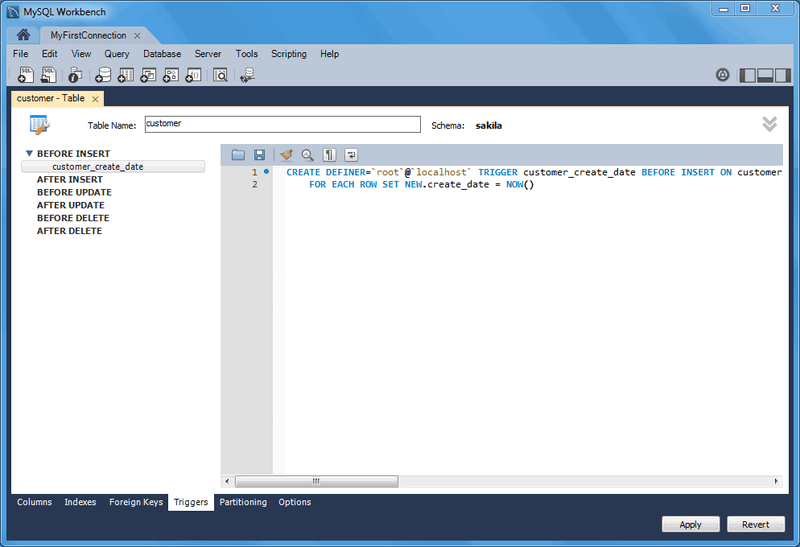 MySQL Workbench
MyFirstConnection
File Edit View Query Database Server Tools Scripting Help
customer - Table
Table Name: customer Schema: sakila
BEFORE INSERT
customer_create_date
AFTER INSERT
BEFORE UPDATE
AFTER UPDATE
BEFORE DELETE
AFTER DELETE
1 CREATE DEFINER=`root`@`localhost` TRIGGER customer_create_date BEFORE INSERT ON customer
2 FOR EACH ROW SET NEW.create_date = NOW()
Columns Indexes Foreign Keys Triggers Partitioning Options
Apply Revert